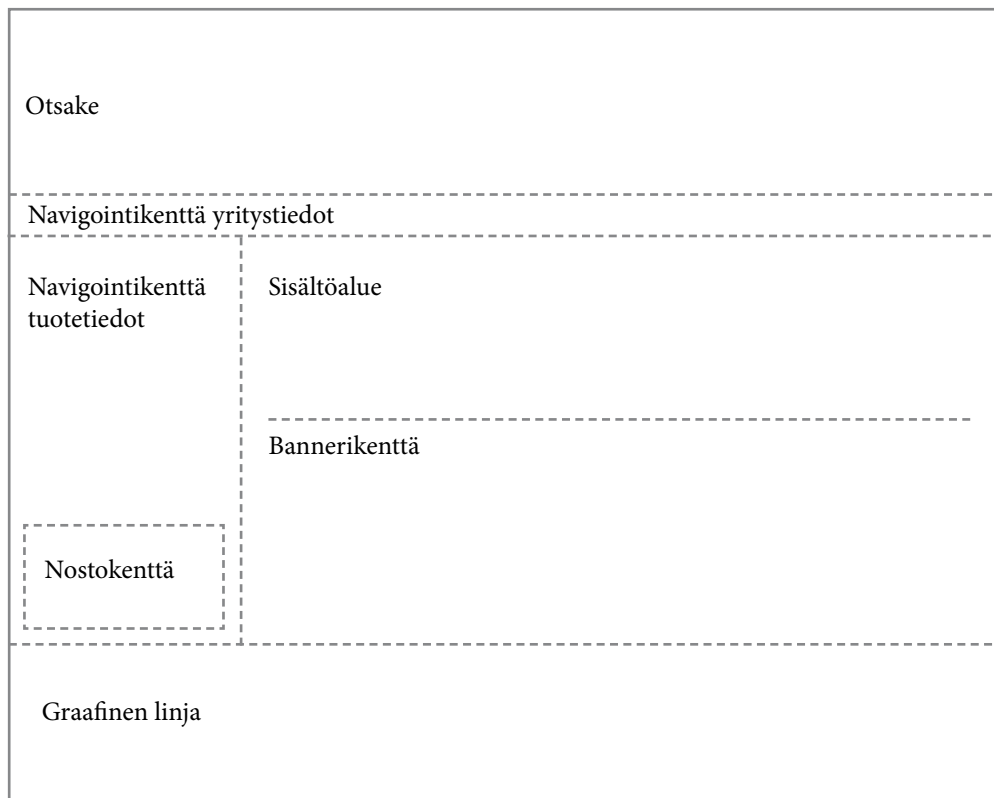 Otsake
Navigointikenttä yritystiedot
Navigointikenttä
tuotetiedot
Sisältöalue
Bannerikenttä
Nostokenttä
Graafinen linja